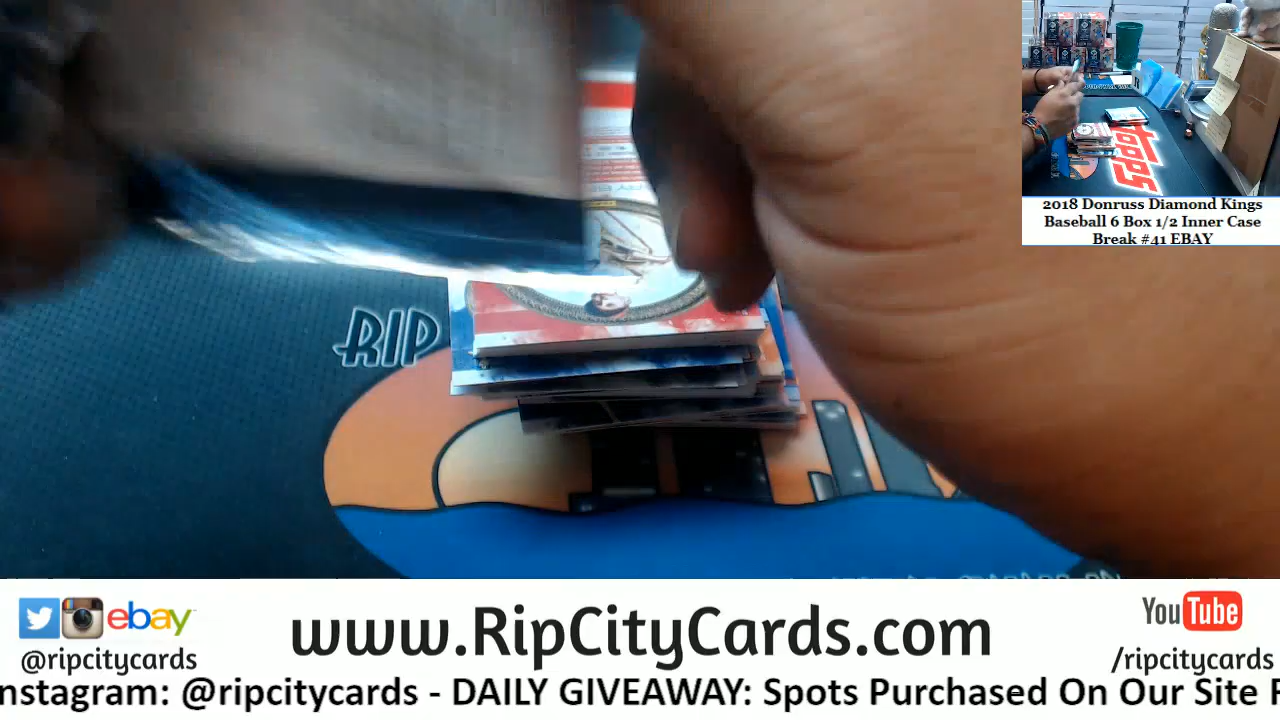 RIP
topps
2018 Donruss Diamond Kings
Baseball 6 Box 1/2 Inner Case
Break #41 EBAY
ebay
@ripcitycards
www.RipCityCards.com
YouTube
/ripcitycards
nstagram: @ripcitycards - DAILY GIVEAWAY: Spots Purchased On Our Site